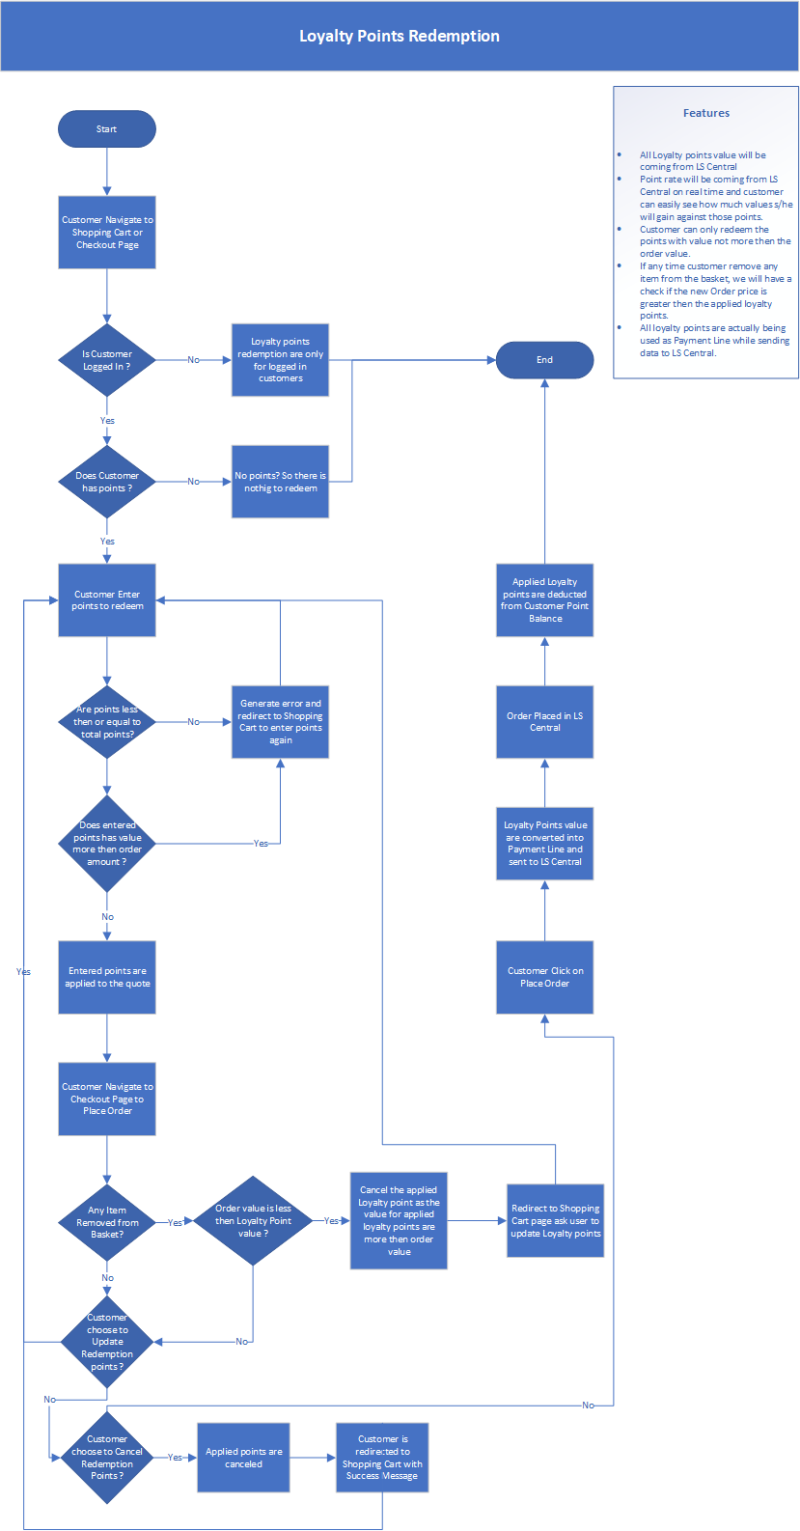 Loyalty Points Redemption
Features
All Loyalty points value will be
coming from LS Central
Point rate will be coming from LS
Central on real time and customer
can easily see how much values s/he
will gain against those points.
Customer can only redeem the
points with value not more then the
order value.
If any time customer remove any
item from the basket, we will have a
check if the new Order price is
greater then the applied loyalty
points.
All loyalty points are actually being
used as Payment Line while sending
data to LS Central.
Start
Customer Navigate to
Shopping Cart or
Checkout Page
Is Customer
Logged In ?
No
Loyalty points
redemption are only
for logged in
customers
End
Yes
Does Customer
has points ?
No
No points? So there is
nothig to redeem
Yes
Customer Enter
points to redeem
Applied Loyalty
points are deducted
from Customer Point
Balance
Are points less
then or equal to
total points?
No
Generate error and
redirect to Shopping
Cart to enter points
again
Order Placed in LS
Central
Does entered
points has value
more then order
amount ?
Yes
Loyalty Points value
are converted into
Payment Line and
sent to LS Central
No
Yes
Entered points are
applied to the quote
Customer Click on
Place Order
Customer Navigate to
Checkout Page to
Place Order
Any Item
Removed from
Basket?
Yes
Order value is less
then Loyalty Point
value ?
Yes
Cancel the applied
Loyalty point as the
value for applied
loyalty points are
more then order
value
Redirect to Shopping
Cart page ask user to
update Loyalty points
No
Customer
choose to
Update
Redemption
points ?
No
No
No
Customer
choose to Cancel
Redemption
Points ?
Yes
Applied points are
canceled
Customer is
redirected to
Shopping Cart with
Success Message